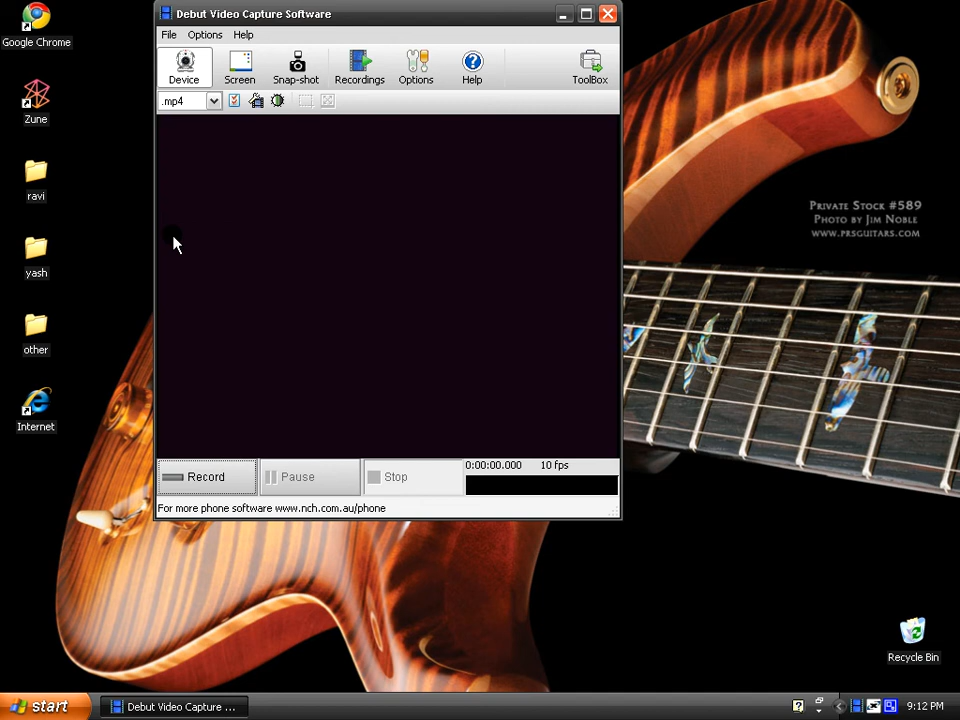 Google Chrome
Zune
ravi
yash
other
Internet
Debut Video Capture Software
File Options Help
Device Screen Snap-shot Recordings Options Help ToolBox
.mp4
Record Pause Stop
0:00:00.000 10 fps
For more phone software www.nch.com.au/phone
PRIVATE STOCK #589
PHOTO BY JIM NOBLE
WWW.PRSGUITARS.COM
Recycle Bin
start
Debut Video Capture ...
9:12 PM